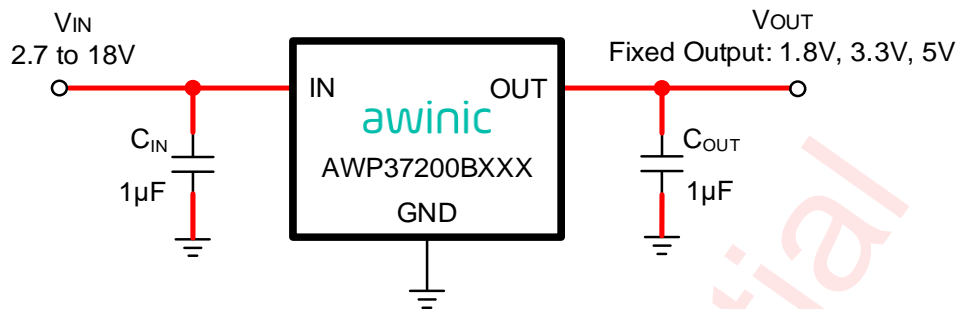 VIN
2.7 to 18V
VOUT
Fixed Output: 1.8V, 3.3V, 5V
IN
OUT
awinic
AWP37200BXXX
GND
CIN
1µF
COUT
1µF